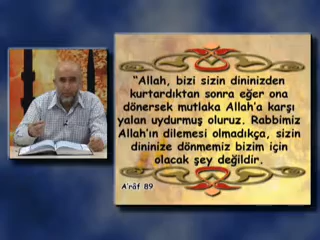 “Allah, bizi sizin dininizden
kurtardıktan sonra eğer ona
dönersek mutlaka Allah’a karşı
yalan uydurmuş oluruz. Rabbimiz
Allah’ın dilemesi olmadıkça, sizin
dininize dönmemiz bizim için
olacak şey değildir.
A’râf 89